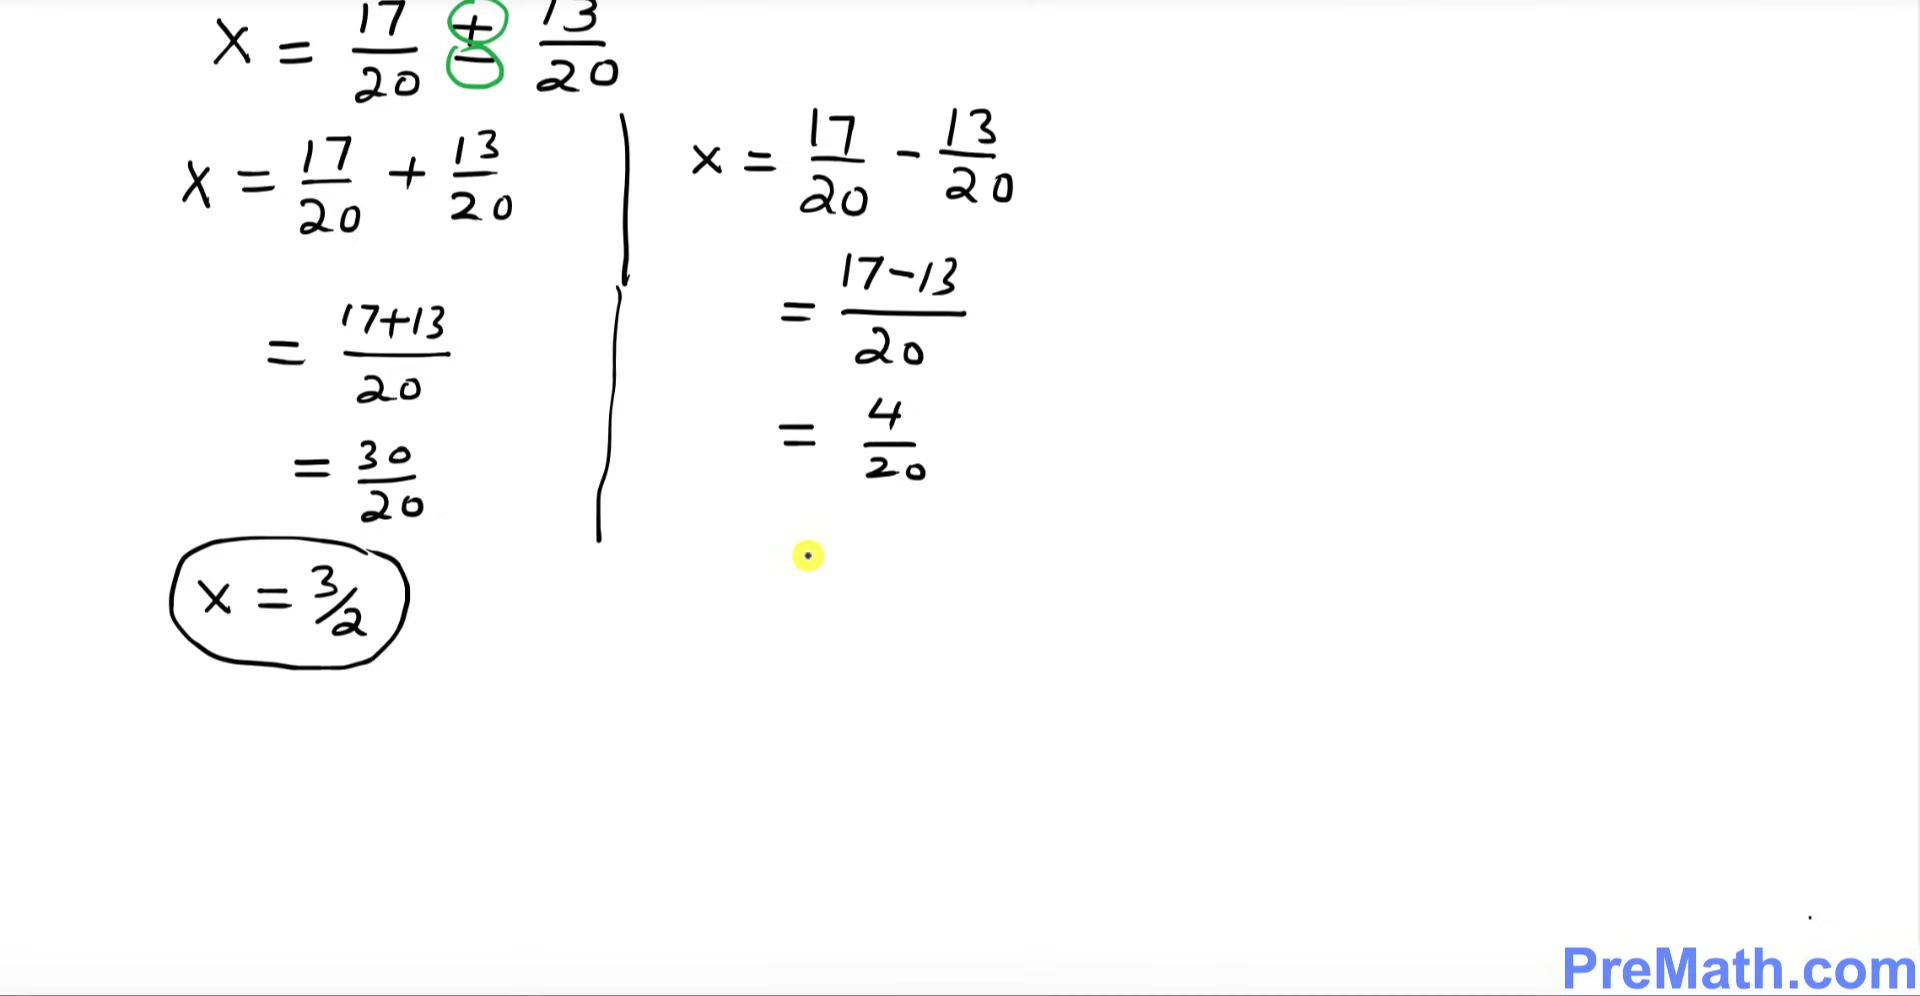 x = 17/20 ± 13/20
x = 17/20 + 13/20
= (17+13)/20
= 30/20
x = 3/2
x = 17/20 - 13/20
= (17-13)/20
= 4/20
PreMath.com